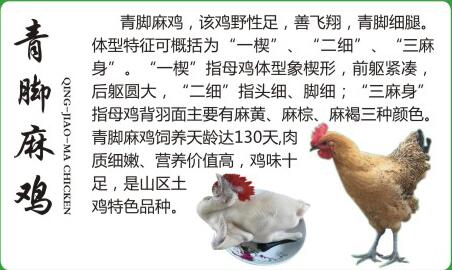 青脚麻鸡
QING-JIAO-MA CHICKEN
青脚麻鸡，该鸡野性足，善飞翔，青脚细腿。
体型特征可概括为“一楔”、“二细”、“三麻
身”。“一楔”指母鸡体型象楔形，前躯紧凑，
后躯圆大，“二细”指头细、脚细；“三麻身”
指母鸡背羽面主要有麻黄、麻棕、麻褐三种颜色。
青脚麻鸡饲养天龄达130天,肉
质细嫩、营养价值高，鸡味十
足，是山区土
鸡特色品种。